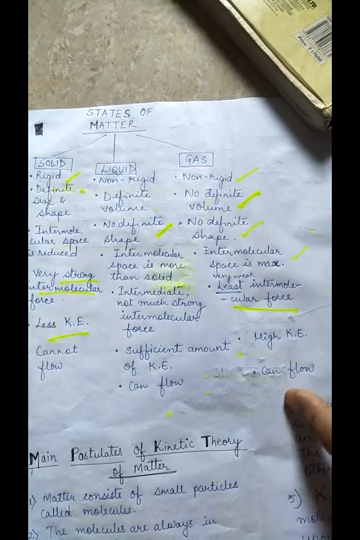 STATES OF
MATTER
SOLID
• Rigid
• Definite
Size &
shape
• Intermole
cular space
is reduced
Very strong
intermolecular
force
• Less K.E.
Cannot
flow
LIQUID
• Non-rigid
• Definite
volume
• No definite
shape
• Intermolecular
space is more
than solid
• Intermediate,
not much strong
intermolecular
force
• Sufficient amount
of K.E.
• Can flow
GAS
• Non-rigid
• No definite
volume
• No definite
shape.
• Intermolecular
space is max.
very weak
• Least intermole-
cular force
• High K.E.
• Can flow
Main Postulates of Kinetic Theory
of Matter
1) Matter consists of small particles
called molecule.
2) The molecules are always in
5) K